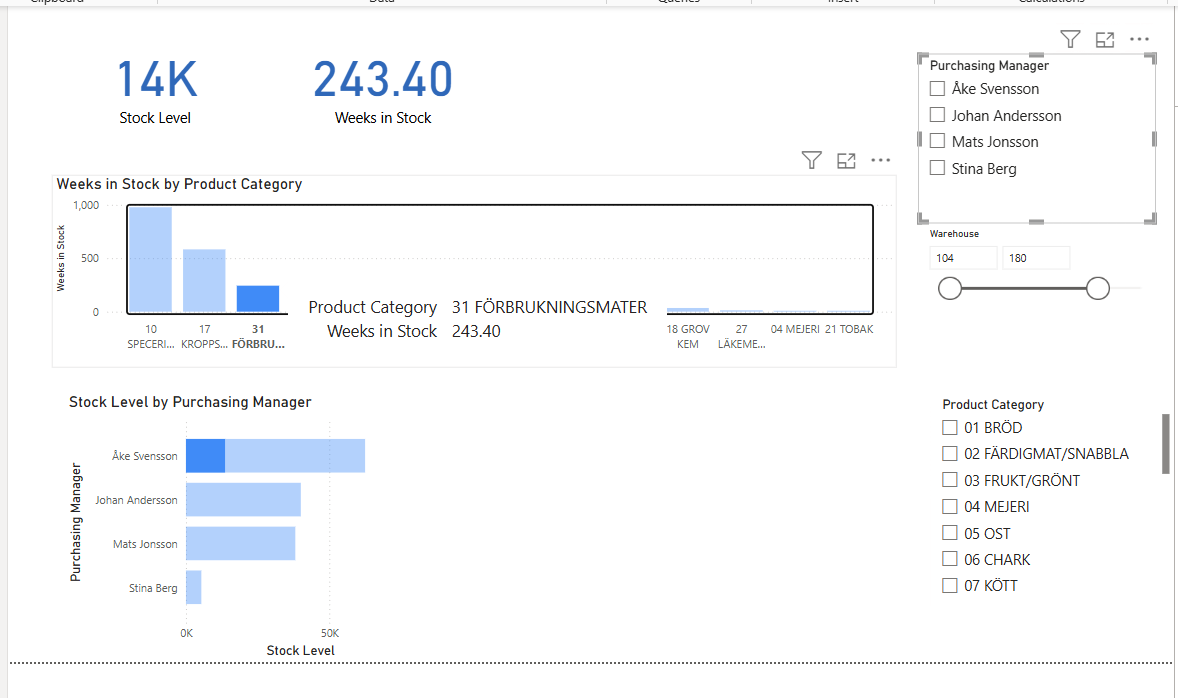 Clipboard Data Queries Insert Calculations
14K
Stock Level
243.40
Weeks in Stock
Purchasing Manager
Åke Svensson
Johan Andersson
Mats Jonsson
Stina Berg
Weeks in Stock by Product Category
Weeks in Stock
1,000
500
0
10 SPECERI...
17 KROPPS...
31 FÖRBRU...
Product Category 31 FÖRBRUKNINGSMATER
Weeks in Stock 243.40
18 GROV KEM
27 LÄKEME...
04 MEJERI
21 TOBAK
Warehouse
104 180
Stock Level by Purchasing Manager
Purchasing Manager
Åke Svensson
Johan Andersson
Mats Jonsson
Stina Berg
0K 50K
Stock Level
Product Category
01 BRÖD
02 FÄRDIGMAT/SNABBLA
03 FRUKT/GRÖNT
04 MEJERI
05 OST
06 CHARK
07 KÖTT